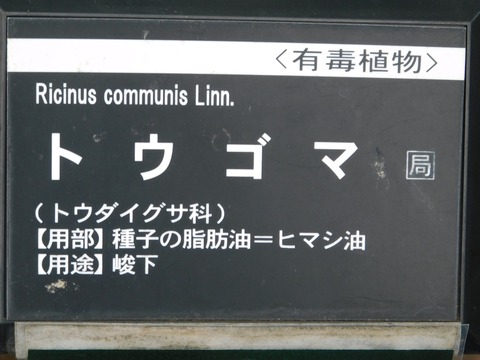 ＜有毒植物＞
Ricinus communis Linn.
トウゴマ 局
（トウダイグサ科）
【用部】種子の脂肪油＝ヒマシ油
【用途】峻下